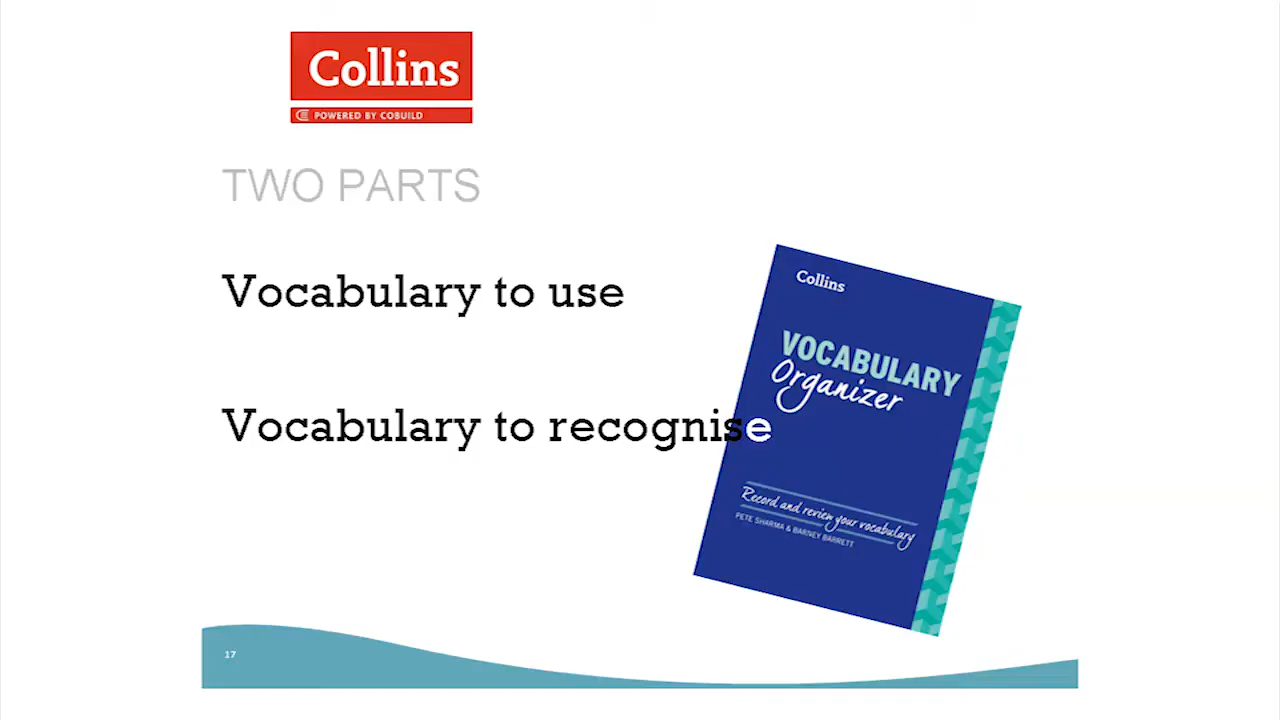 Collins
POWERED BY COBUILD
TWO PARTS
Vocabulary to use
Vocabulary to recognise
Collins
VOCABULARY
Organizer
Record and review your vocabulary
PETE SHARMA & BARNEY BARRETT
17